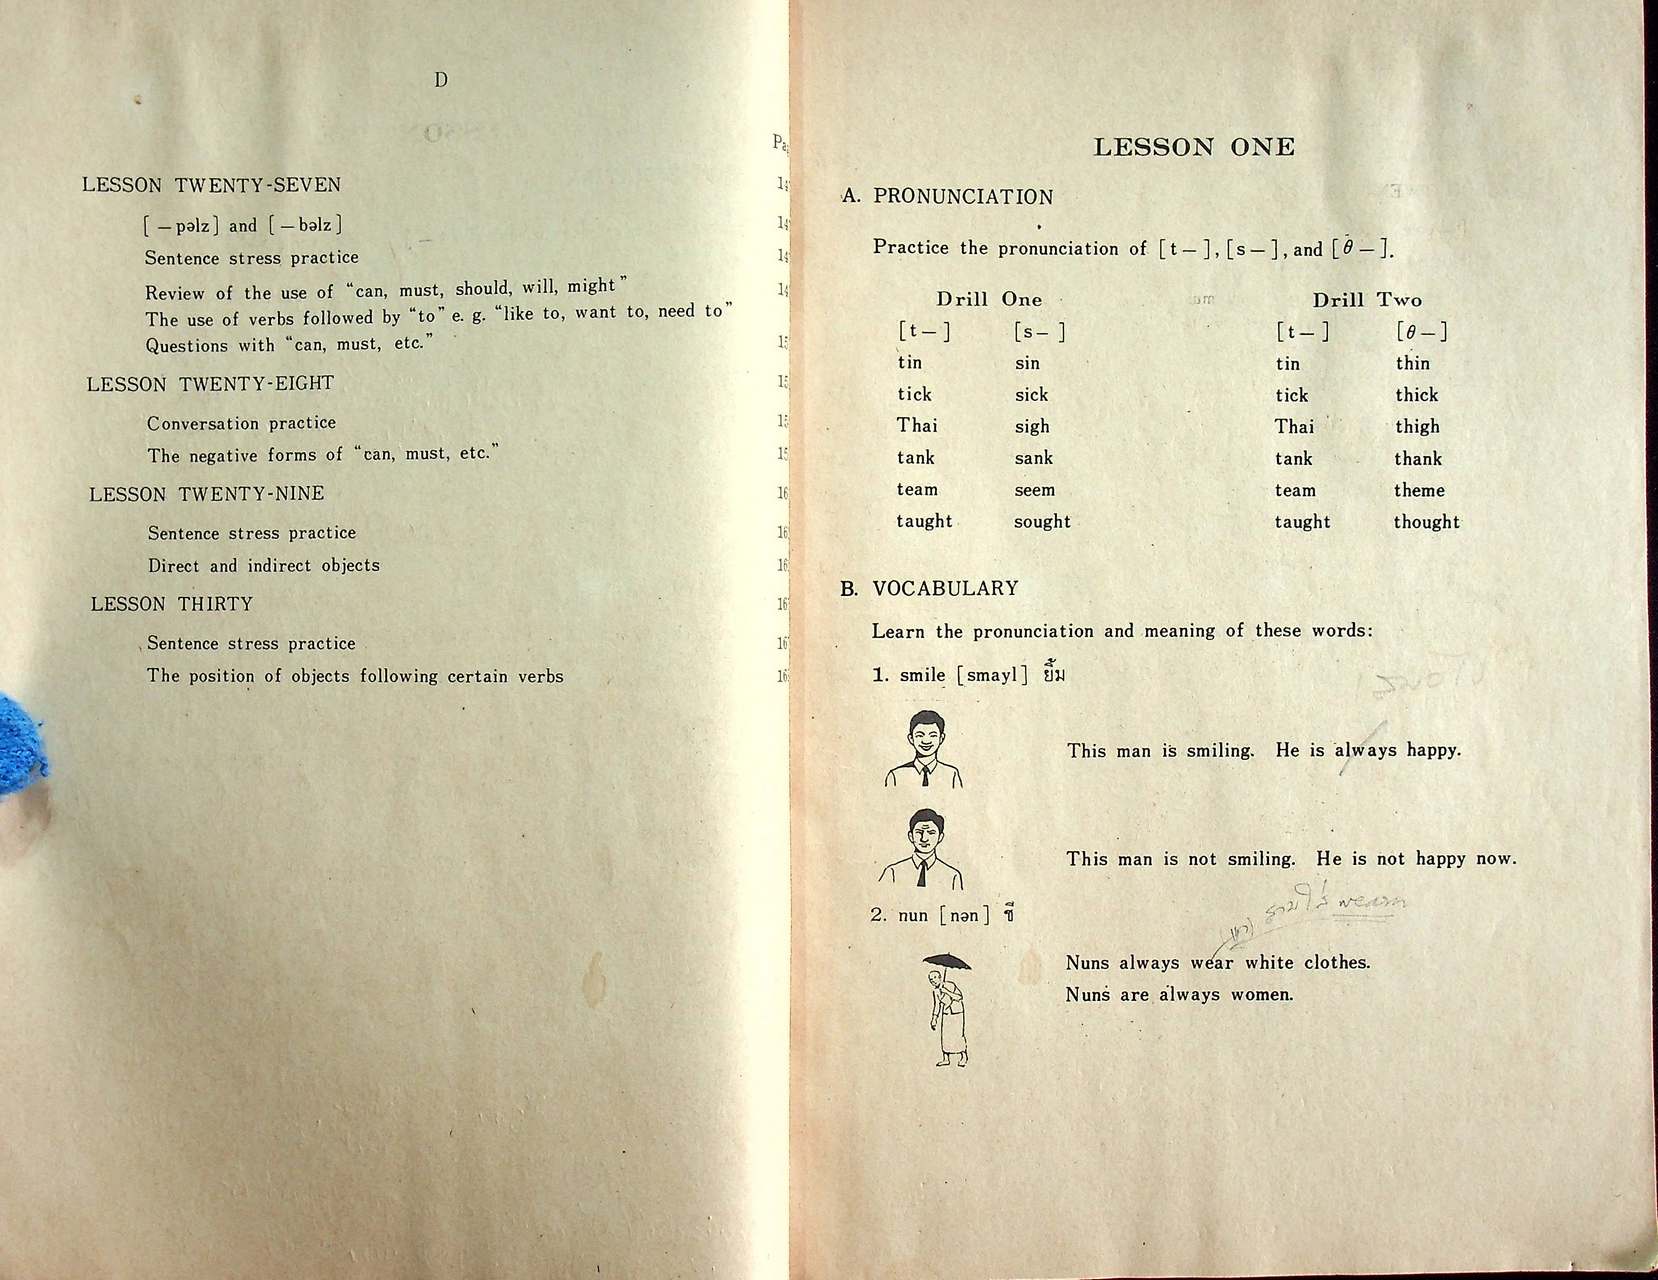 D
LESSON TWENTY-SEVEN
[ — pəlz ] and [ — bəlz ]
Sentence stress practice
Review of the use of “can, must, should, will, might”
The use of verbs followed by “to” e. g. “like to, want to, need to”
Questions with “can, must, etc.”
LESSON TWENTY-EIGHT
Conversation practice
The negative forms of “can, must, etc.”
LESSON TWENTY-NINE
Sentence stress practice
Direct and indirect objects
LESSON THIRTY
Sentence stress practice
The position of objects following certain verbs
LESSON ONE
A. PRONUNCIATION
Practice the pronunciation of [ t — ], [ s — ], and [ θ — ].
Drill One Drill Two
[ t — ] [ s — ] [ t — ] [ θ — ]
tin sin tin thin
tick sick tick thick
Thai sigh Thai thigh
tank sank tank thank
team seem team theme
taught sought taught thought
B. VOCABULARY
Learn the pronunciation and meaning of these words:
1. smile [ smayl ] ยิ้ม
This man is smiling. He is always happy.
This man is not smiling. He is not happy now.
2. nun [ nən ] ชี
Nuns always wear white clothes.
Nuns are always women.